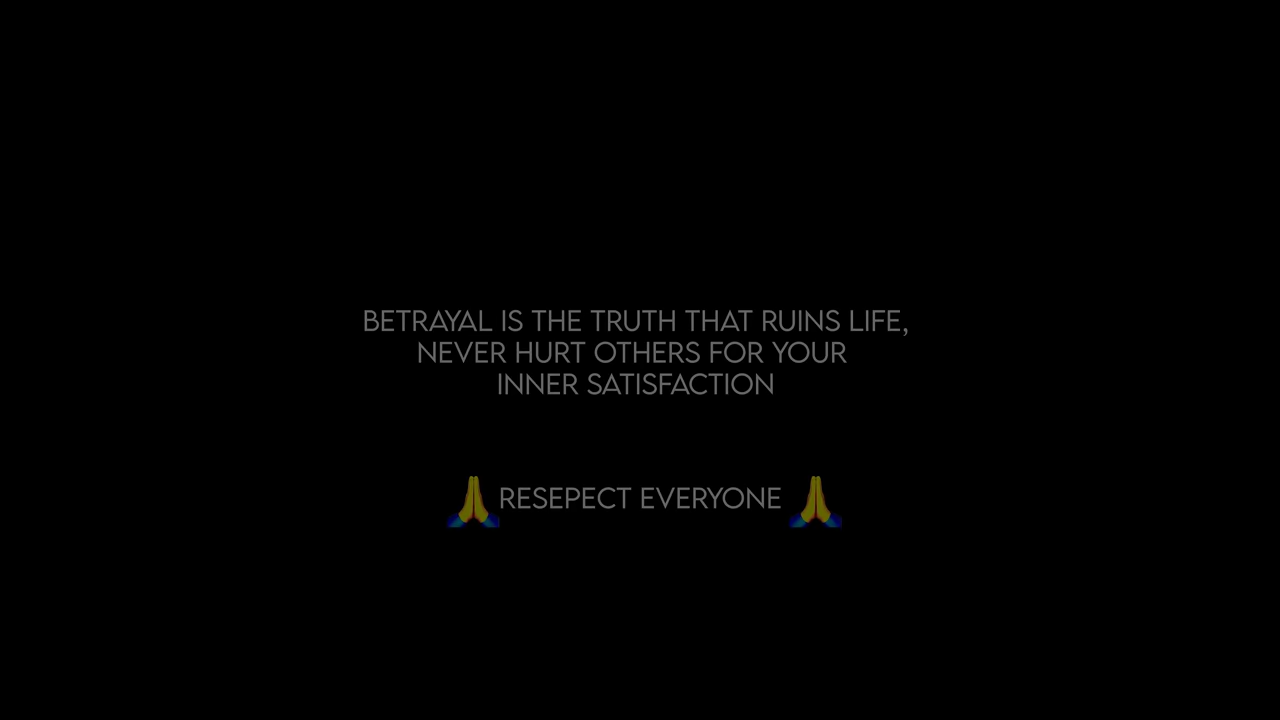 BETRAYAL IS THE TRUTH THAT RUINS LIFE,
NEVER HURT OTHERS FOR YOUR
INNER SATISFACTION
🙏RESEPECT EVERYONE 🙏